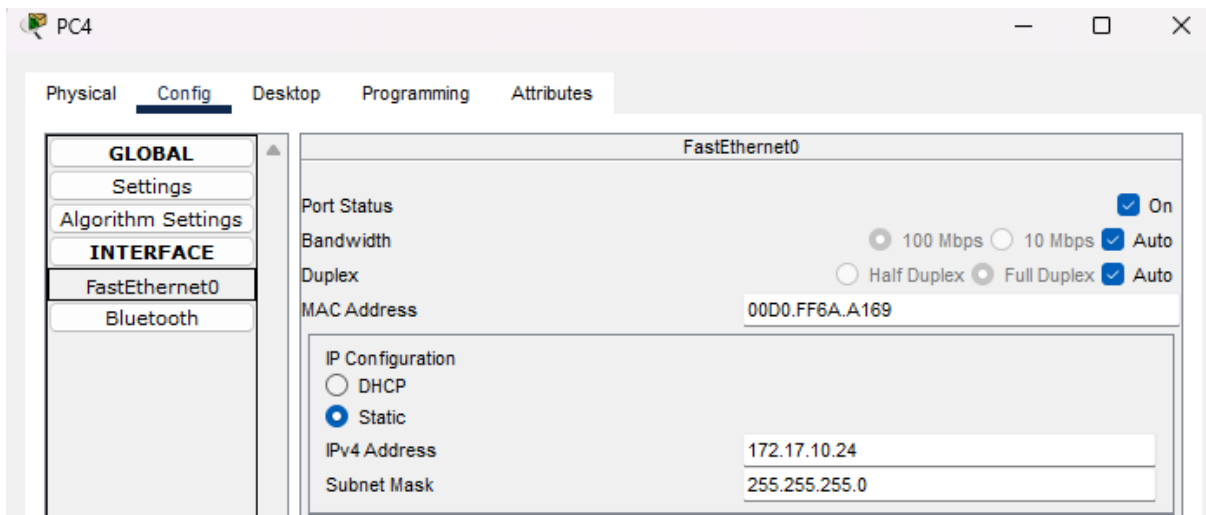 PC4
Physical Config Desktop Programming Attributes
GLOBAL
Settings
Algorithm Settings
INTERFACE
FastEthernet0
Bluetooth
FastEthernet0
Port Status On
Bandwidth 100 Mbps 10 Mbps Auto
Duplex Half Duplex Full Duplex Auto
MAC Address 00D0.FF6A.A169
IP Configuration
DHCP
Static
IPv4 Address 172.17.10.24
Subnet Mask 255.255.255.0